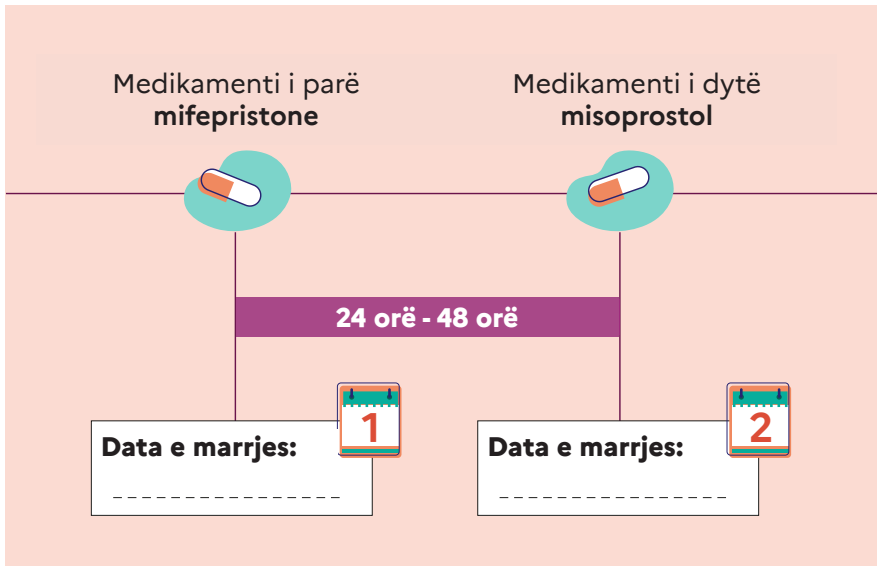 Medikamenti i parë
mifepristone
Medikamenti i dytë
misoprostol
24 orë - 48 orë
1
Data e marrjes:
2
Data e marrjes: